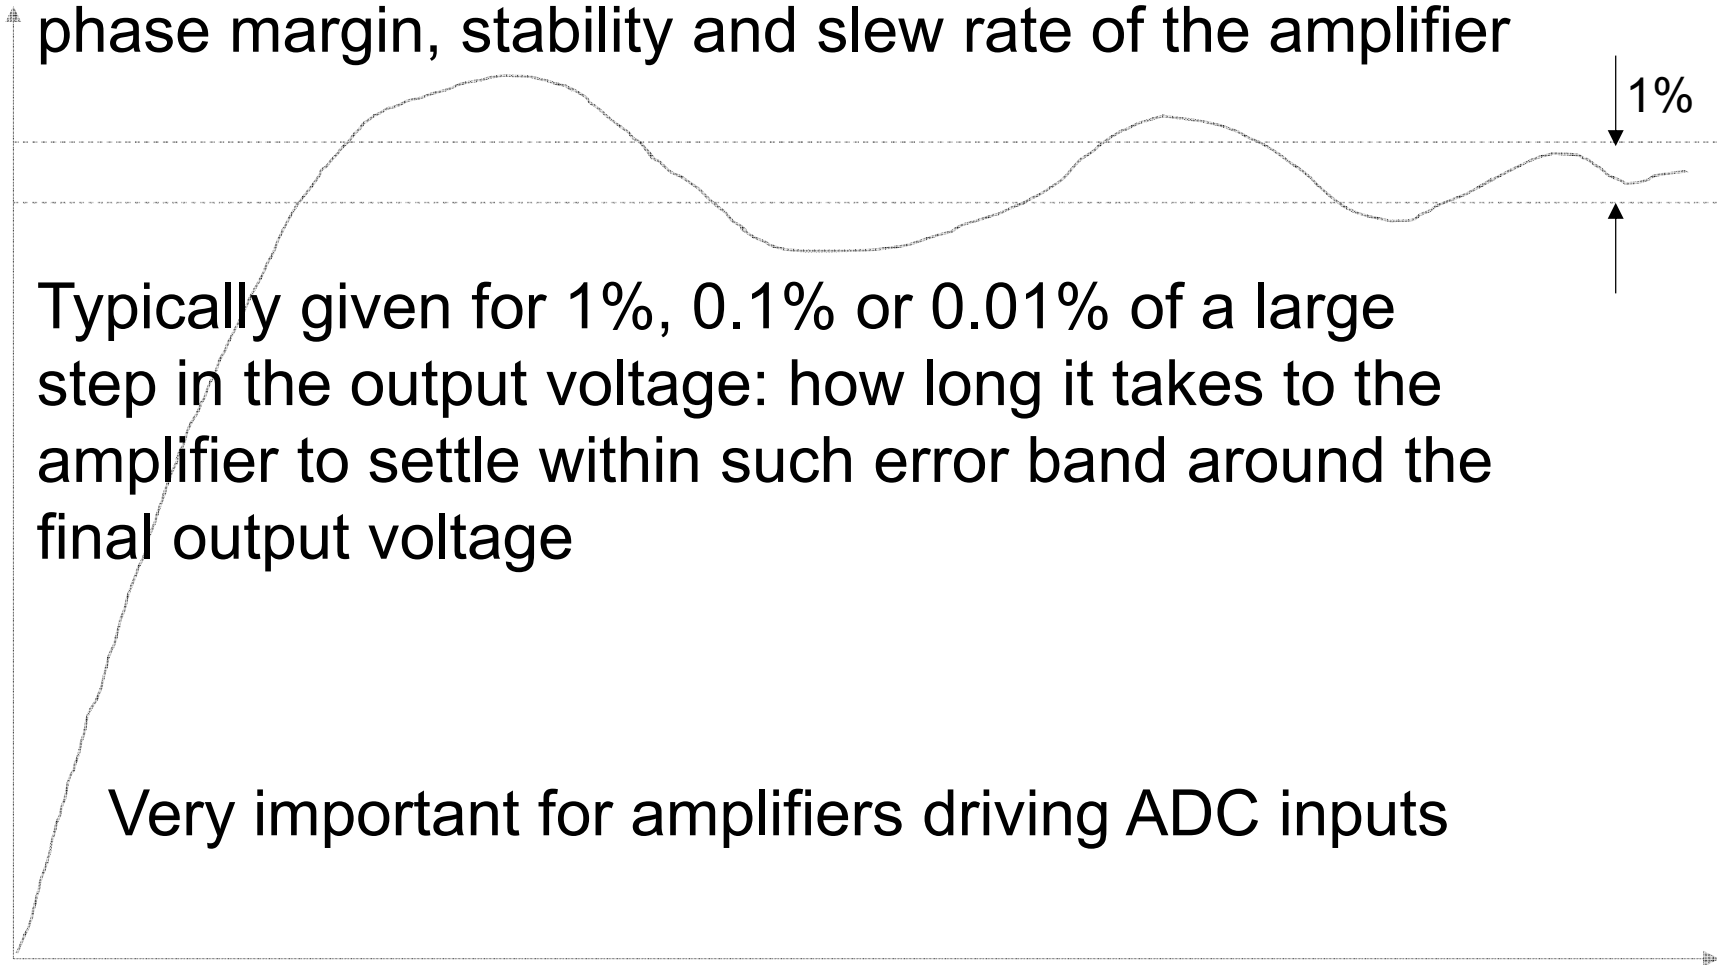 phase margin, stability and slew rate of the amplifier
1%
Typically given for 1%, 0.1% or 0.01% of a large
step in the output voltage: how long it takes to the
amplifier to settle within such error band around the
final output voltage
Very important for amplifiers driving ADC inputs